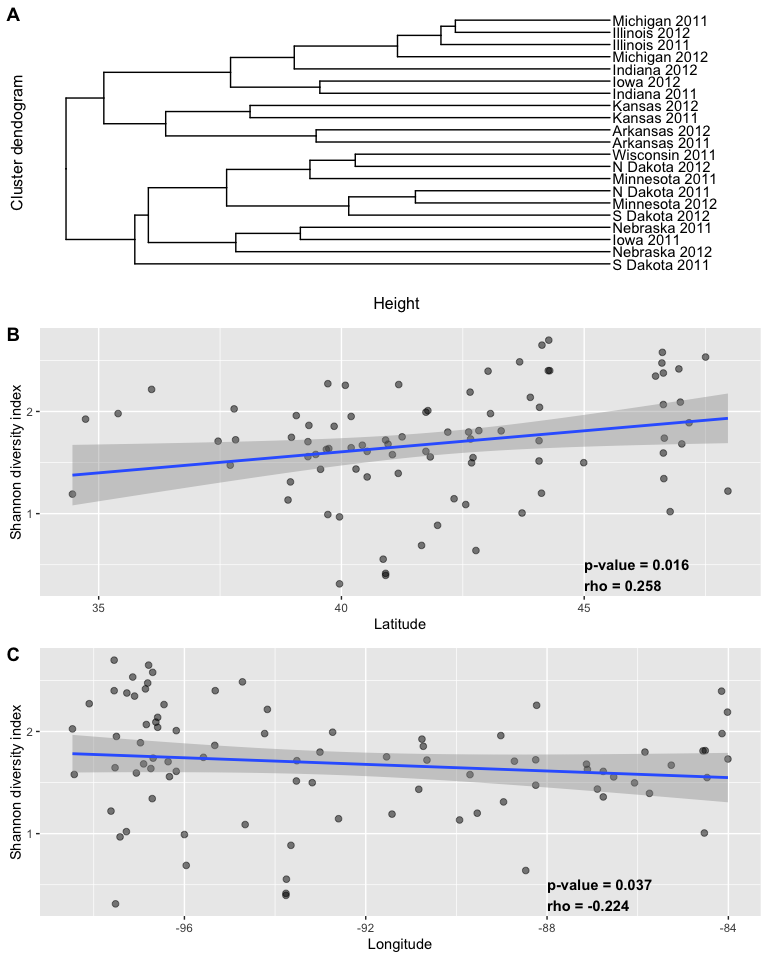 A
Cluster dendogram
Michigan 2011
Illinois 2012
Illinois 2011
Michigan 2012
Indiana 2012
Iowa 2012
Indiana 2011
Kansas 2012
Kansas 2011
Arkansas 2012
Arkansas 2011
Wisconsin 2011
N Dakota 2012
Minnesota 2011
N Dakota 2011
Minnesota 2012
S Dakota 2012
Nebraska 2011
Iowa 2011
Nebraska 2012
S Dakota 2011
Height
B
Shannon diversity index
2
1
p-value = 0.016
rho = 0.258
35
40
45
Latitude
C
Shannon diversity index
2
1
p-value = 0.037
rho = -0.224
-96
-92
-88
-84
Longitude